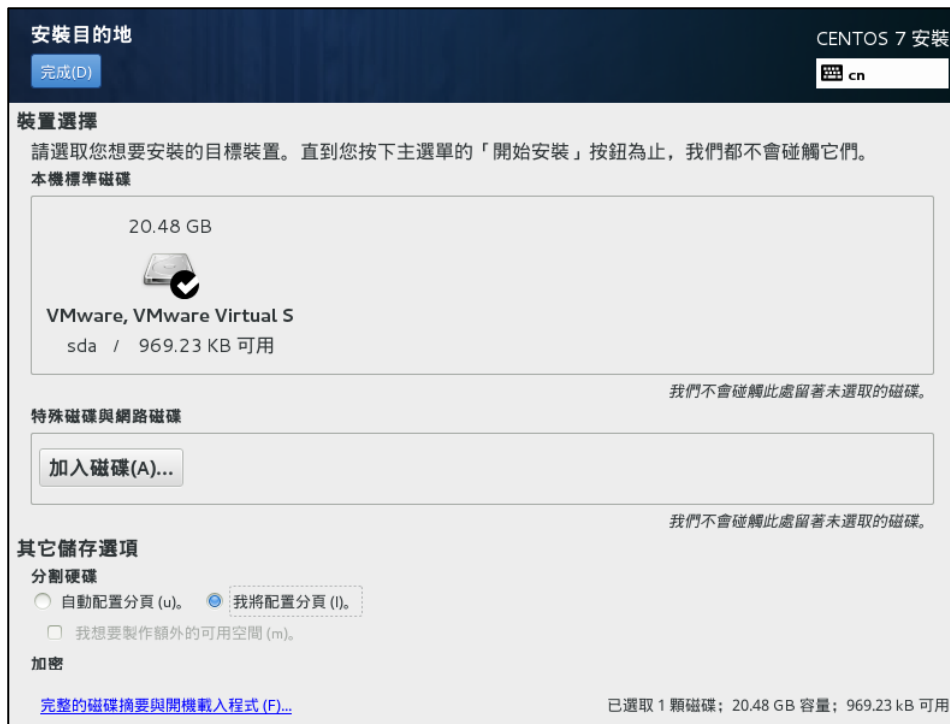 安裝目的地
CENTOS 7 安裝
完成(D)
cn
裝置選擇
請選取您想要安裝的目標裝置。直到您按下主選單的「開始安裝」按鈕為止，我們都不會碰觸它們。
本機標準磁碟
20.48 GB
VMware, VMware Virtual S
sda / 969.23 KB 可用
我們不會碰觸此處留著未選取的磁碟。
特殊磁碟與網路磁碟
加入磁碟(A)...
我們不會碰觸此處留著未選取的磁碟。
其它儲存選項
分割硬碟
自動配置分頁 (u)。 我將配置分頁 (I)。
我想要製作額外的可用空間 (m)。
加密
完整的磁碟摘要與開機載入程式 (F)...
已選取 1 顆磁碟；20.48 GB 容量；969.23 kB 可用